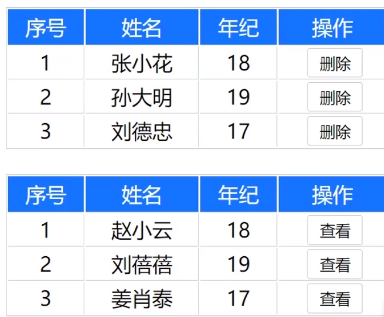 序号 姓名 年纪 操作
1 张小花 18 删除
2 孙大明 19 删除
3 刘德忠 17 删除
序号 姓名 年纪 操作
1 赵小云 18 查看
2 刘蓓蓓 19 查看
3 姜肖泰 17 查看